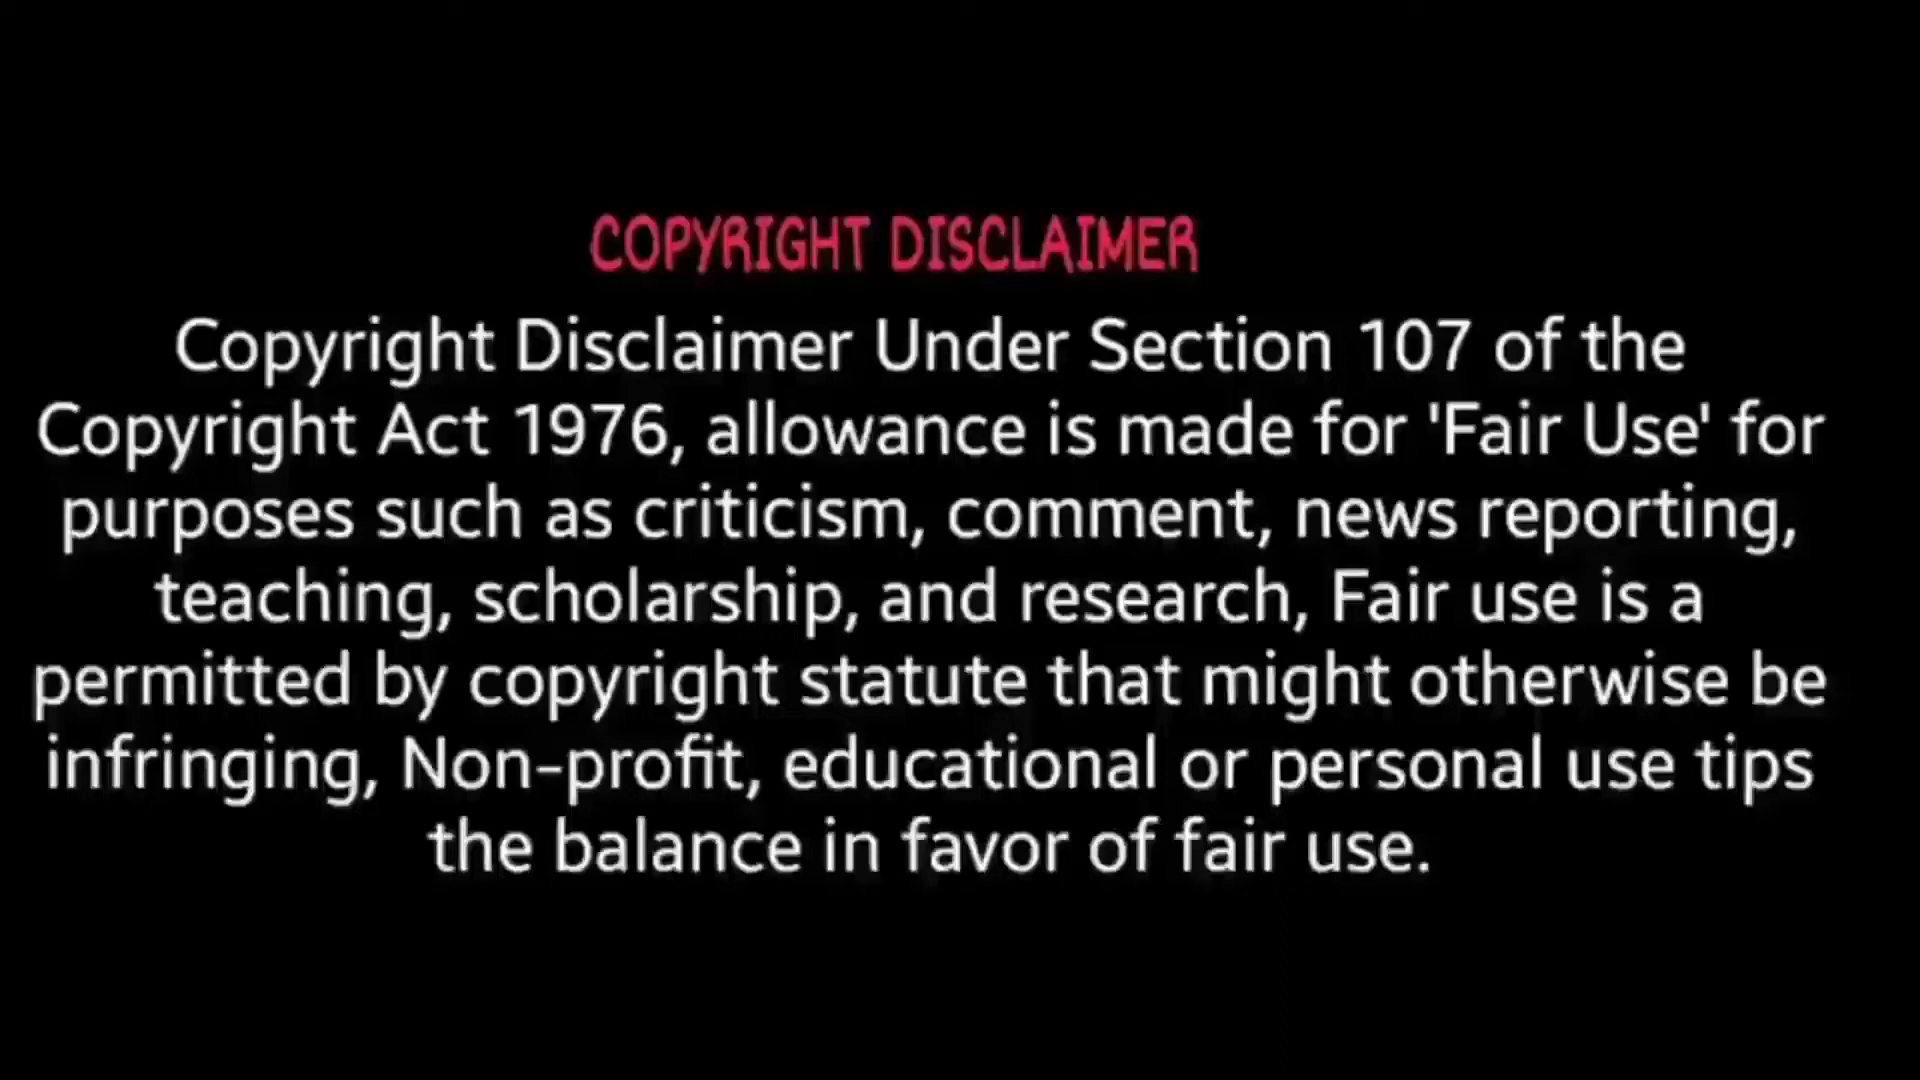 COPYRIGHT DISCLAIMER
Copyright Disclaimer Under Section 107 of the
Copyright Act 1976, allowance is made for 'Fair Use' for
purposes such as criticism, comment, news reporting,
teaching, scholarship, and research, Fair use is a
permitted by copyright statute that might otherwise be
infringing, Non-profit, educational or personal use tips
the balance in favor of fair use.